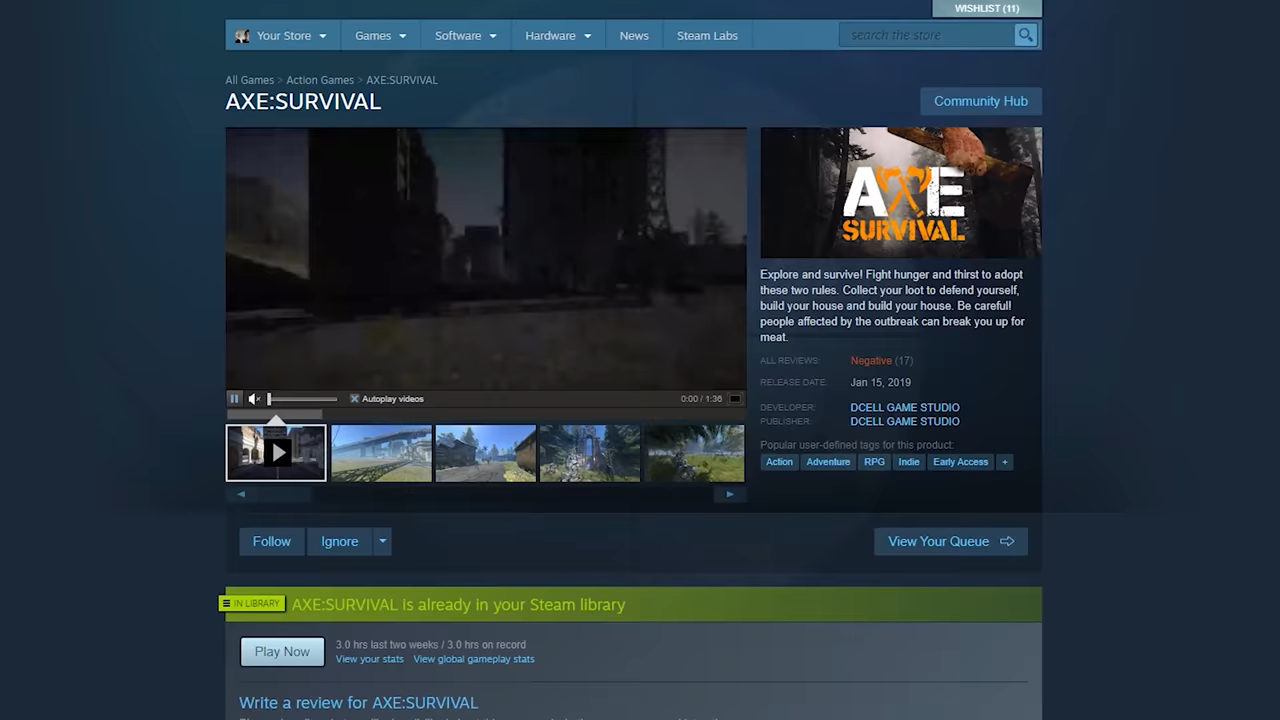 WISHLIST (11)
Your Store
Games
Software
Hardware
News
Steam Labs
search the store
All Games > Action Games > AXE:SURVIVAL
AXE:SURVIVAL
Community Hub
AXE
SURVIVAL
Explore and survive! Fight hunger and thirst to adopt
these two rules. Collect your loot to defend yourself,
build your house and build your house. Be careful!
people affected by the outbreak can break you up for
meat.
ALL REVIEWS: Negative (17)
RELEASE DATE: Jan 15, 2019
DEVELOPER: DCELL GAME STUDIO
PUBLISHER: DCELL GAME STUDIO
Popular user-defined tags for this product:
Action Adventure RPG Indie Early Access +
Autoplay videos
0:00 / 1:36
Follow
Ignore
View Your Queue
IN LIBRARY
AXE:SURVIVAL is already in your Steam library
Play Now
3.0 hrs last two weeks / 3.0 hrs on record
View your stats View global gameplay stats
Write a review for AXE:SURVIVAL